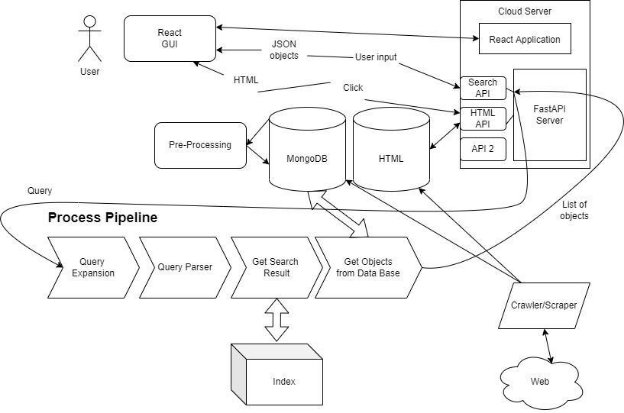 Cloud Server
React
GUI
React Application
User
JSON
objects
User input
HTML
Click
Search
API
HTML
API
API 2
FastAPI
Server
Pre-Processing
MongoDB
HTML
Query
List of
objects
Process Pipeline
Query
Expansion
Query Parser
Get Search
Result
Get Objects
from Data Base
Crawler/Scraper
Index
Web